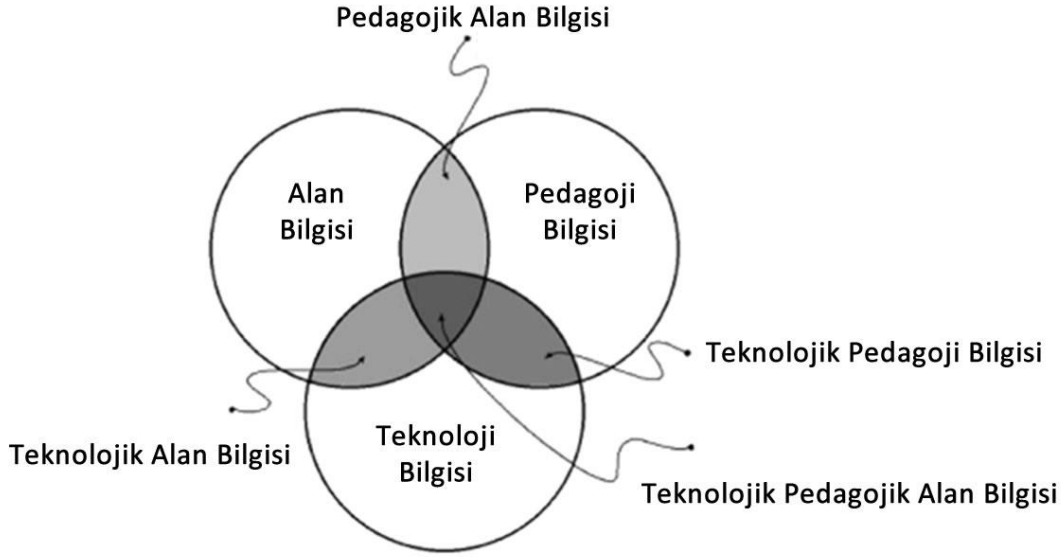 Pedagojik Alan Bilgisi
Alan
Bilgisi
Pedagoji
Bilgisi
Teknolojik Pedagoji Bilgisi
Teknolojik Alan Bilgisi
Teknoloji
Bilgisi
Teknolojik Pedagojik Alan Bilgisi